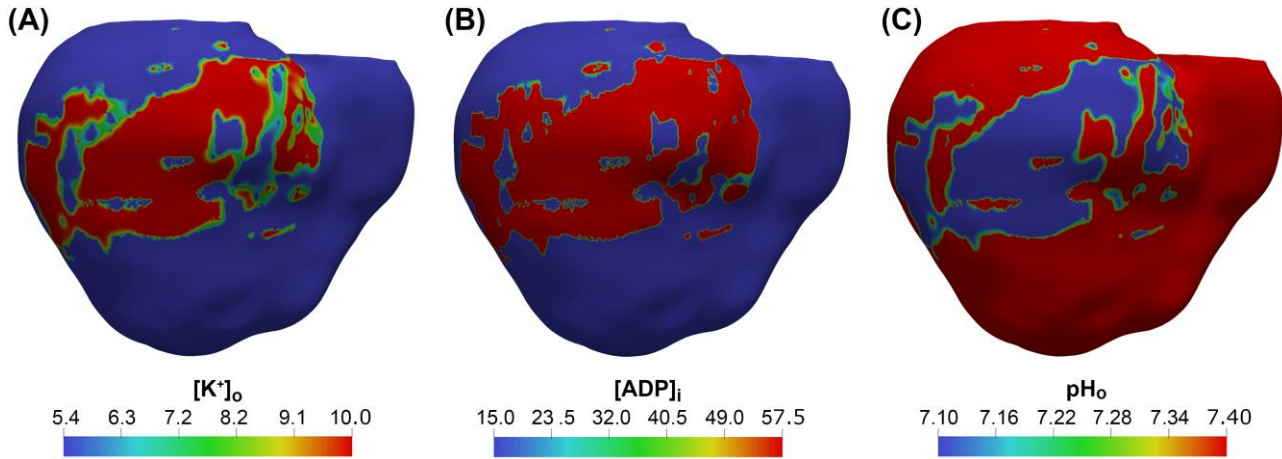 (A) (B) (C)
[K⁺]ₒ [ADP]ᵢ pHₒ
5.4 6.3 7.2 8.2 9.1 10.0 15.0 23.5 32.0 40.5 49.0 57.5 7.10 7.16 7.22 7.28 7.34 7.40